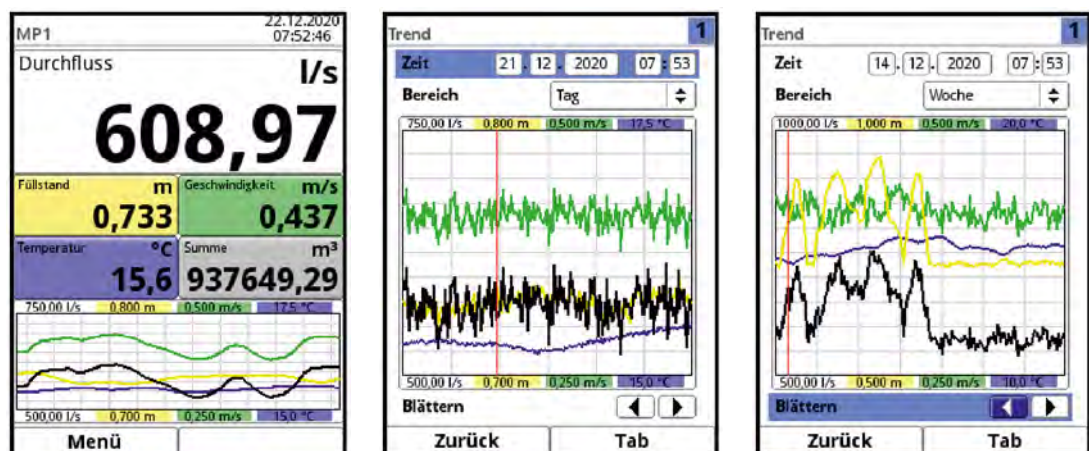 MP1
22.12.2020
07:52:46
Durchfluss
l/s
608,97
Füllstand m
0,733
Geschwindigkeit m/s
0,437
Temperatur °C
15,6
Summe m³
937649,29
750,00 l/s 0,800 m 0,500 m/s 17,5 °C
500,00 l/s 0,700 m 0,250 m/s 15,0 °C
Menü
Trend 1
Zeit 21. 12. 2020 07:53
Bereich Tag
750,00 l/s 0,800 m 0,500 m/s 17,5 °C
500,00 l/s 0,700 m 0,250 m/s 15,0 °C
Blättern
Zurück Tab
Trend 1
Zeit 14. 12. 2020 07:53
Bereich Woche
1000,00 l/s 1,000 m 0,500 m/s 20,0 °C
500,00 l/s 0,500 m 0,250 m/s 10,0 °C
Blättern
Zurück Tab